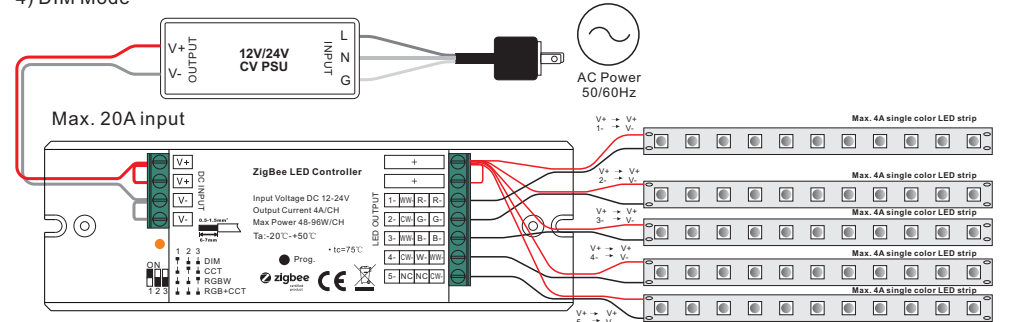 4) DIM Mode
V+
V-
OUTPUT
12V/24V
CV PSU
INPUT
L
N
G
AC Power
50/60Hz
Max. 20A input
V+
V+
V-
V-
DC INPUT
0.5-1.5mm²
6-7mm
1 2 3
DIM
CCT
RGBW
RGB+CCT
ON
1 2 3
ZigBee LED Controller
Input Voltage DC 12-24V
Output Current 4A/CH
Max Power 48-96W/CH
Ta:-20℃-+50℃
• tc=75℃
Prog.
zigbee
certified
product
CE
LED OUTPUT
+
+
1- WW- R- R-
2- CW- G- G-
3- WW- B- B-
4- CW- W- WW-
5- NC NC CW-
V+ → V+
1- → V-
Max. 4A single color LED strip
V+ → V+
2- → V-
Max. 4A single color LED strip
V+ → V+
3- → V-
Max. 4A single color LED strip
V+ → V+
4- → V-
Max. 4A single color LED strip
V+ → V+
5- → V-
Max. 4A single color LED strip